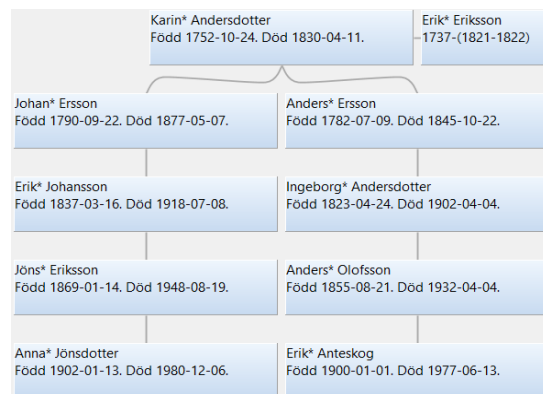 Karin* Andersdotter
Född 1752-10-24. Död 1830-04-11.
Erik* Eriksson
1737-(1821-1822)
Johan* Ersson
Född 1790-09-22. Död 1877-05-07.
Anders* Ersson
Född 1782-07-09. Död 1845-10-22.
Erik* Johansson
Född 1837-03-16. Död 1918-07-08.
Ingeborg* Andersdotter
Född 1823-04-24. Död 1902-04-04.
Jöns* Eriksson
Född 1869-01-14. Död 1948-08-19.
Anders* Olofsson
Född 1855-08-21. Död 1932-04-04.
Anna* Jönsdotter
Född 1902-01-13. Död 1980-12-06.
Erik* Anteskog
Född 1900-01-01. Död 1977-06-13.